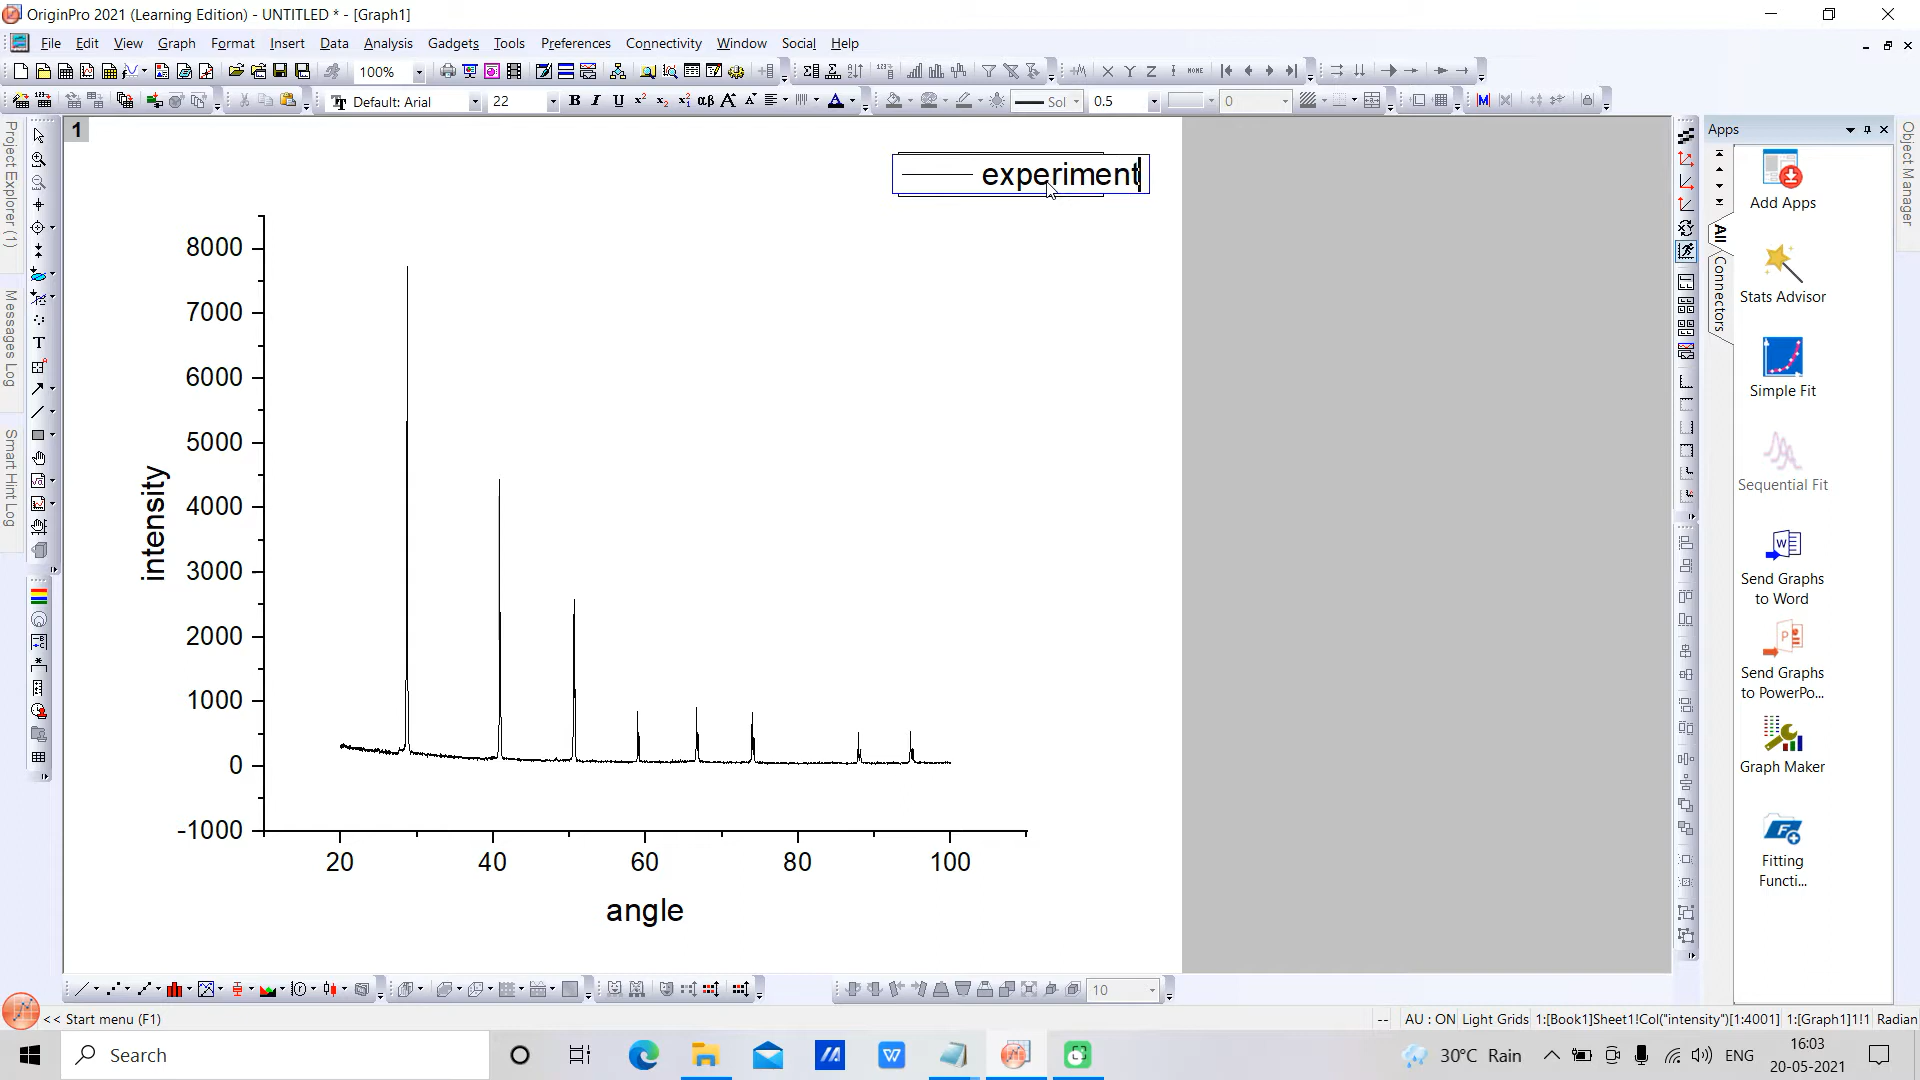 OriginPro 2021 (Learning Edition) - UNTITLED * - [Graph1]
File Edit View Graph Format Insert Data Analysis Gadgets Tools Preferences Connectivity Window Social Help
100%
Default: Arial 22 B I U x² x₂ αβ A A A Sol 0.5 0 M
X Y Z HOME
Project Explorer (1)
Messages Log
Smart Hint Log
1
experiment
8000
7000
6000
5000
4000
3000
2000
1000
0
-1000
intensity
20 40 60 80 100
angle
Apps
All
Connectors
Add Apps
Stats Advisor
Simple Fit
Sequential Fit
Send Graphs
to Word
Send Graphs
to PowerPo...
Graph Maker
Fitting
Functi...
Object Manager
10
<< Start menu (F1)
-- AU : ON Light Grids 1:[Book1]Sheet1!Col("intensity")[1:4001] 1:[Graph1]1!1 Radian
Search
30°C Rain
ENG
16:03
20-05-2021